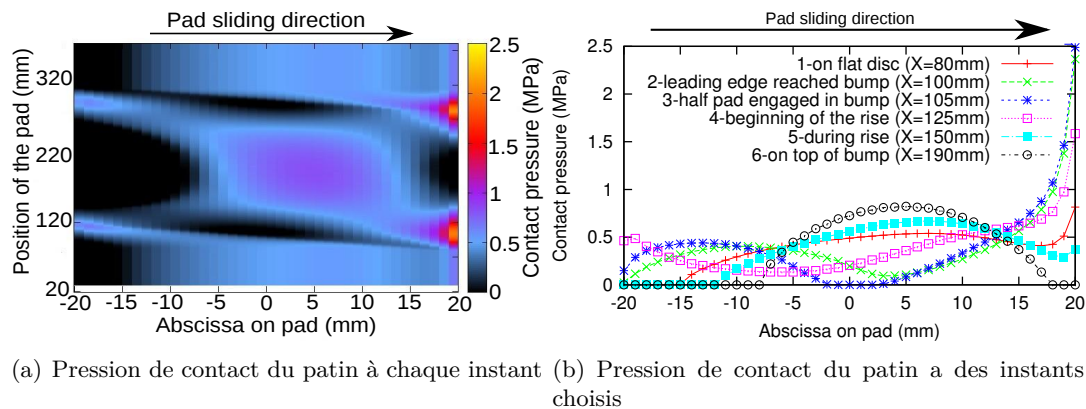 Pad sliding direction
Position of the pad (mm)
320
220
120
20
-20 -15 -10 -5 0 5 10 15 20
Abscissa on pad (mm)
2.5
2
1.5
1
0.5
0
Contact pressure (MPa)
Pad sliding direction
Contact pressure (MPa)
2.5
2
1.5
1
0.5
0
1-on flat disc (X=80mm)
2-leading edge reached bump (X=100mm)
3-half pad engaged in bump (X=105mm)
4-beginning of the rise (X=125mm)
5-during rise (X=150mm)
6-on top of bump (X=190mm)
-20 -15 -10 -5 0 5 10 15 20
Abscissa on pad (mm)
(a) Pression de contact du patin à chaque instant
(b) Pression de contact du patin a des instants
choisis